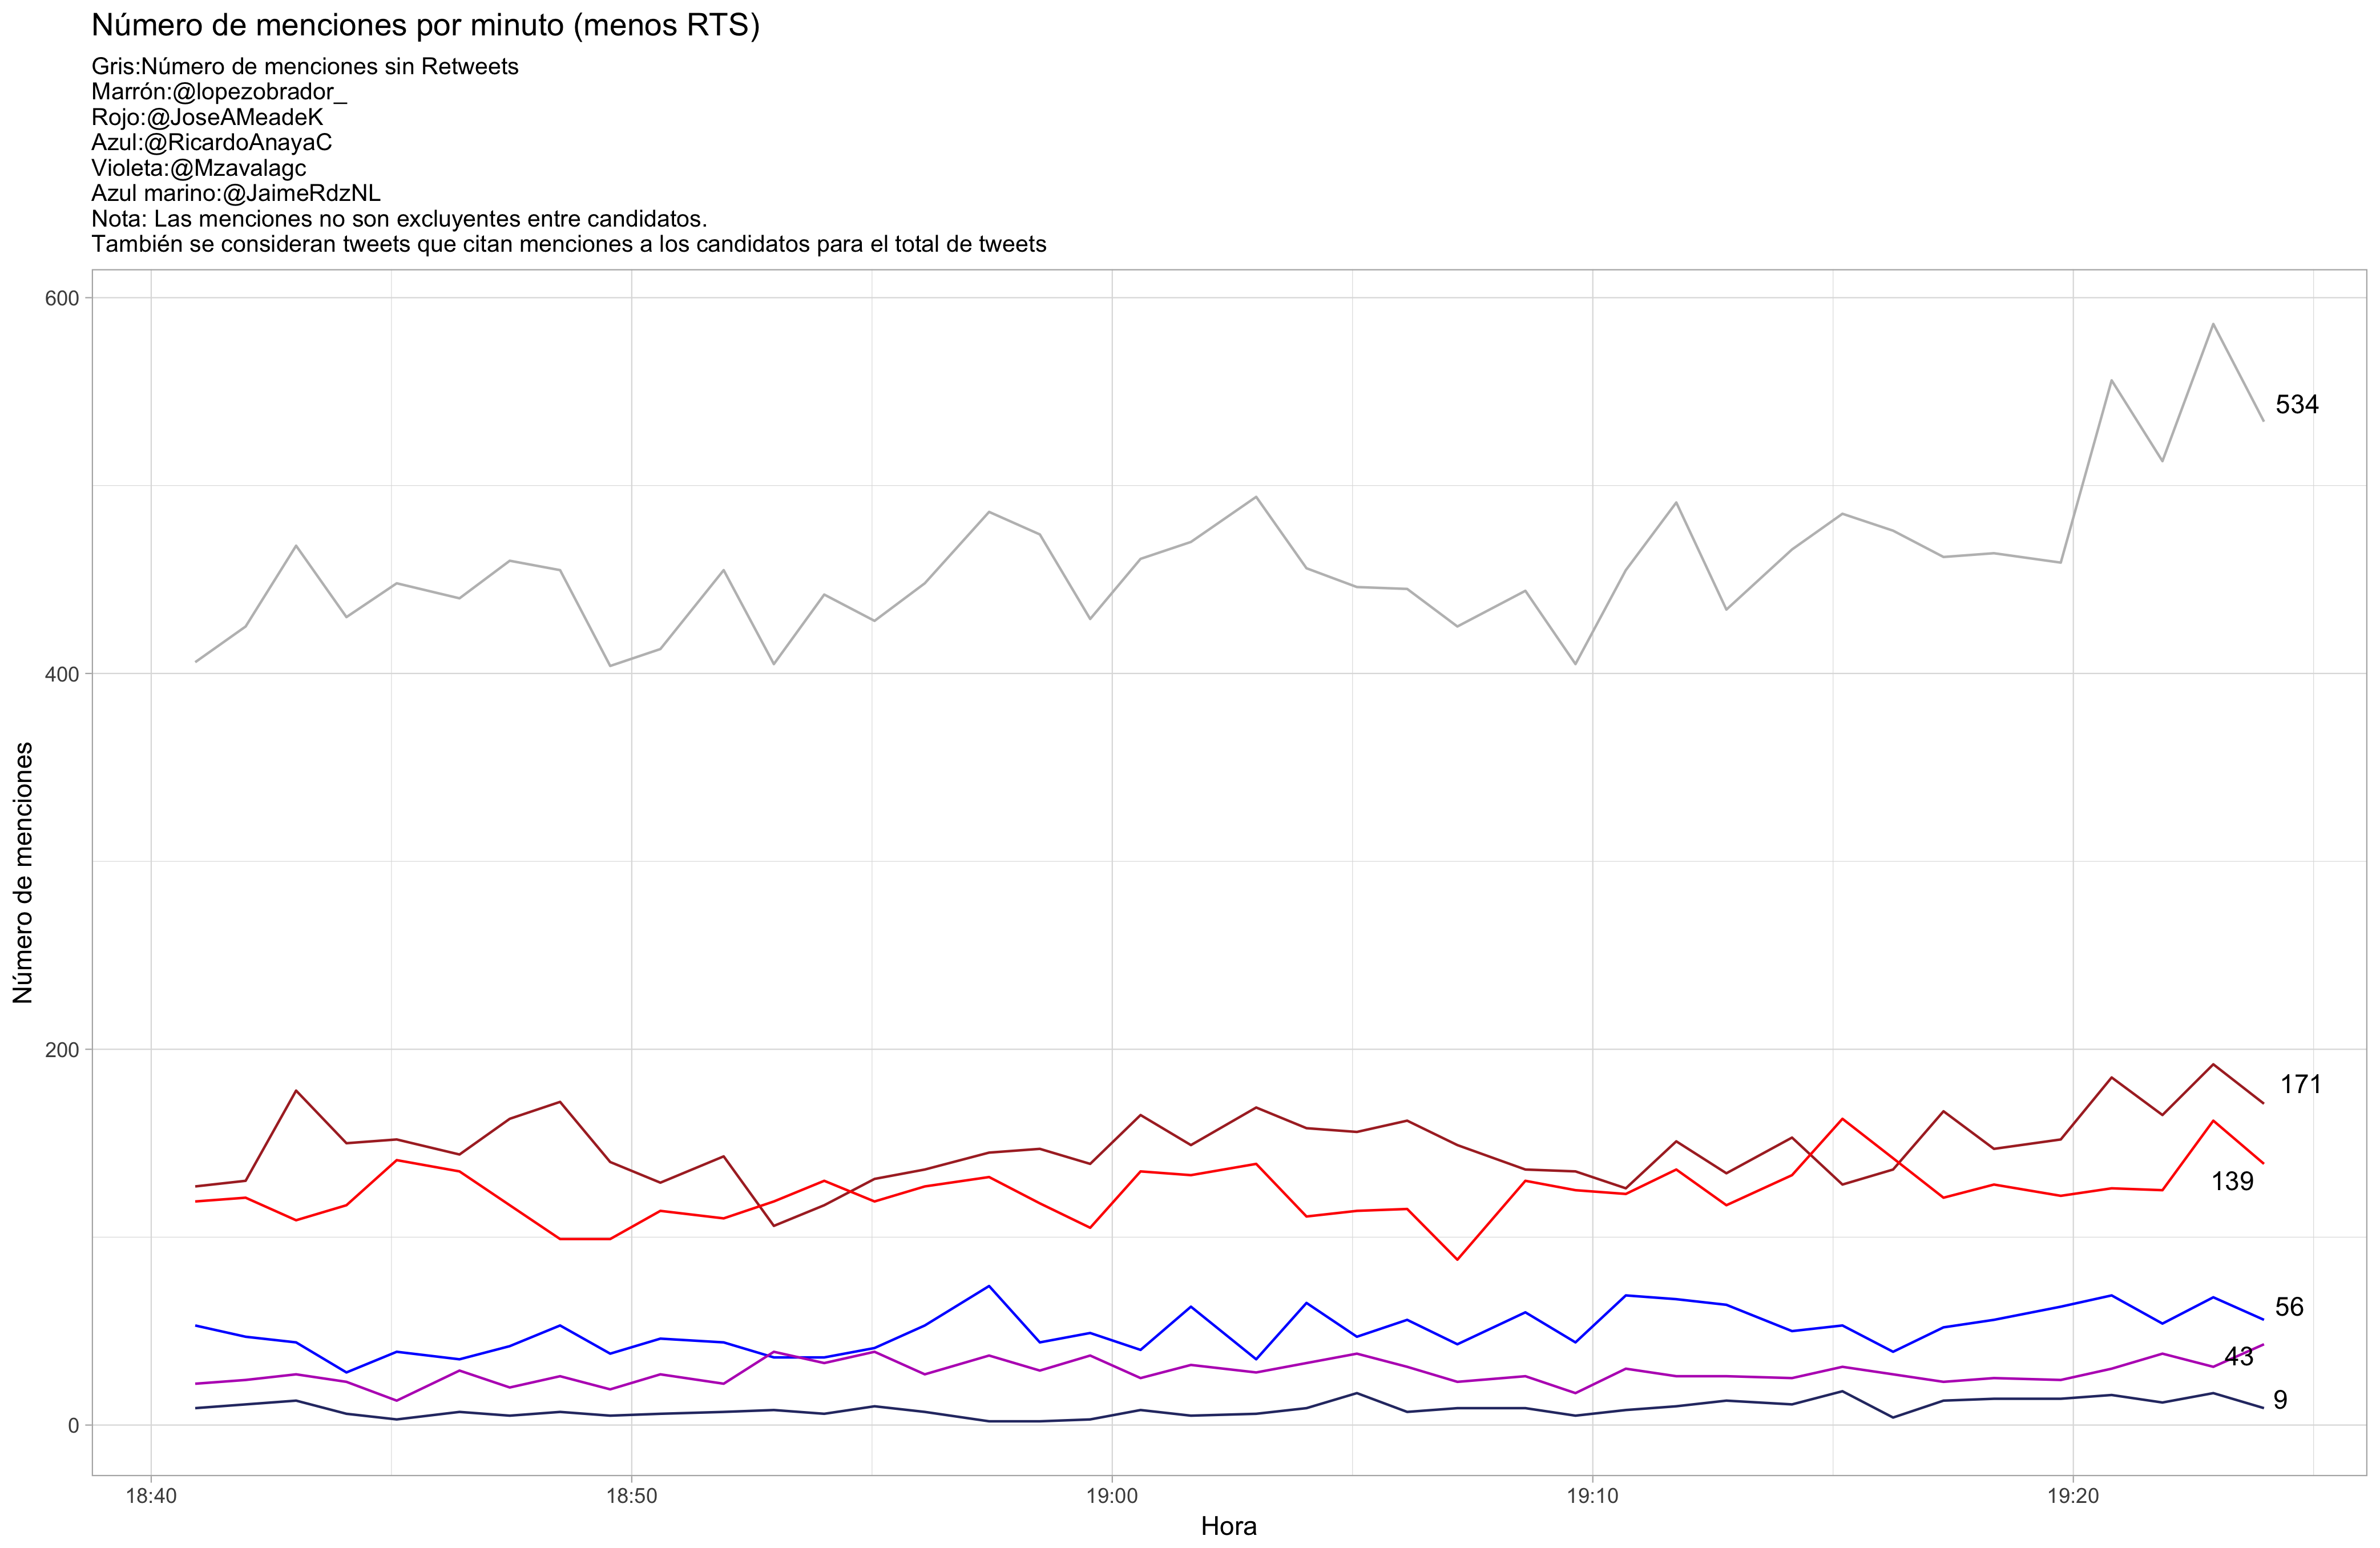 Número de menciones por minuto (menos RTS)
Gris:Número de menciones sin Retweets
Marrón:@lopezobrador_
Rojo:@JoseAMeadeK
Azul:@RicardoAnayaC
Violeta:@Mzavalagc
Azul marino:@JaimeRdzNL
Nota: Las menciones no son excluyentes entre candidatos.
También se consideran tweets que citan menciones a los candidatos para el total de tweets
600
534
400
Número de menciones
200
171
139
56
43
9
0
18:40
18:50
19:00
19:10
19:20
Hora